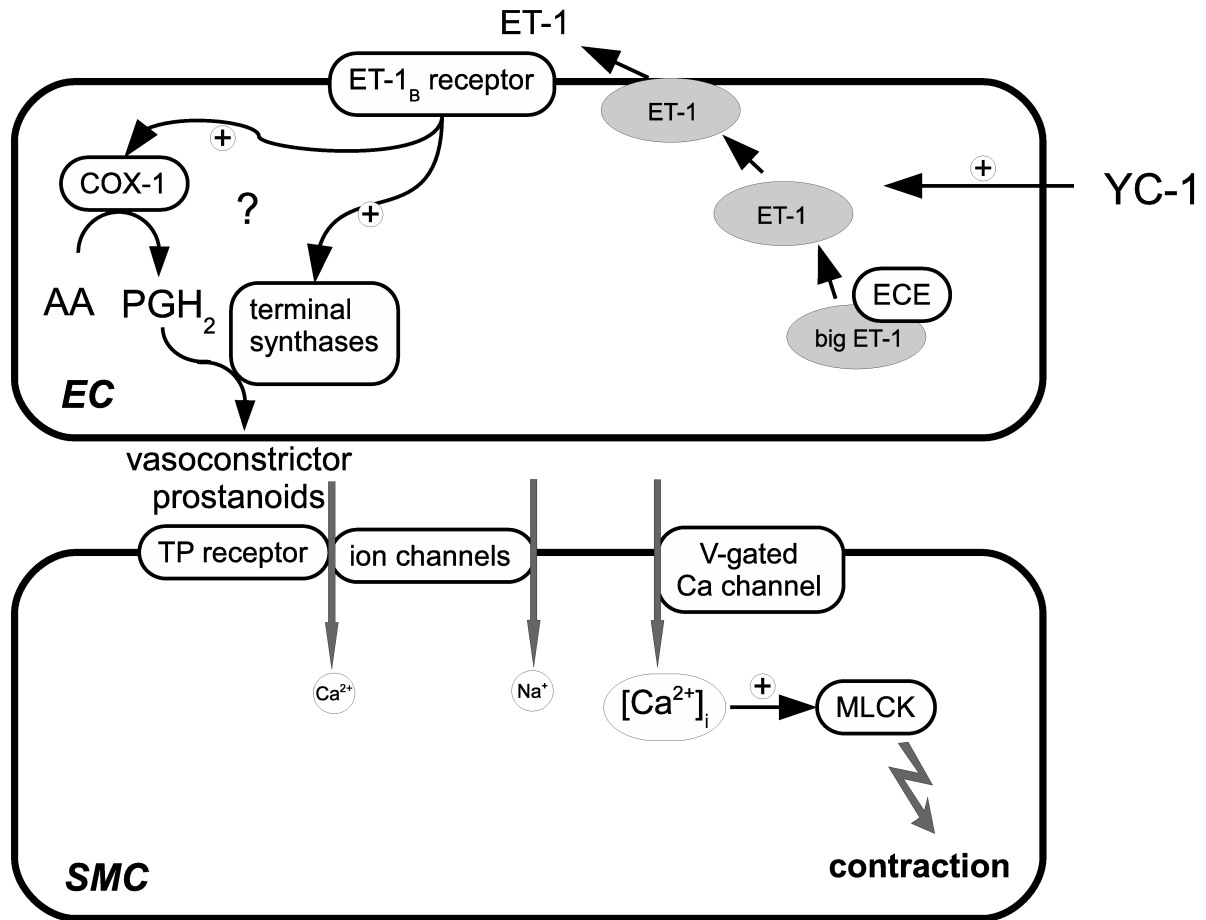 ET-1
ET-1B receptor
ET-1
+
+
YC-1
COX-1
?
+
ET-1
AA
PGH2
terminal
synthases
ECE
big ET-1
EC
vasoconstrictor
prostanoids
TP receptor
ion channels
V-gated
Ca channel
Ca2+
Na+
[Ca2+]i
+
MLCK
contraction
SMC